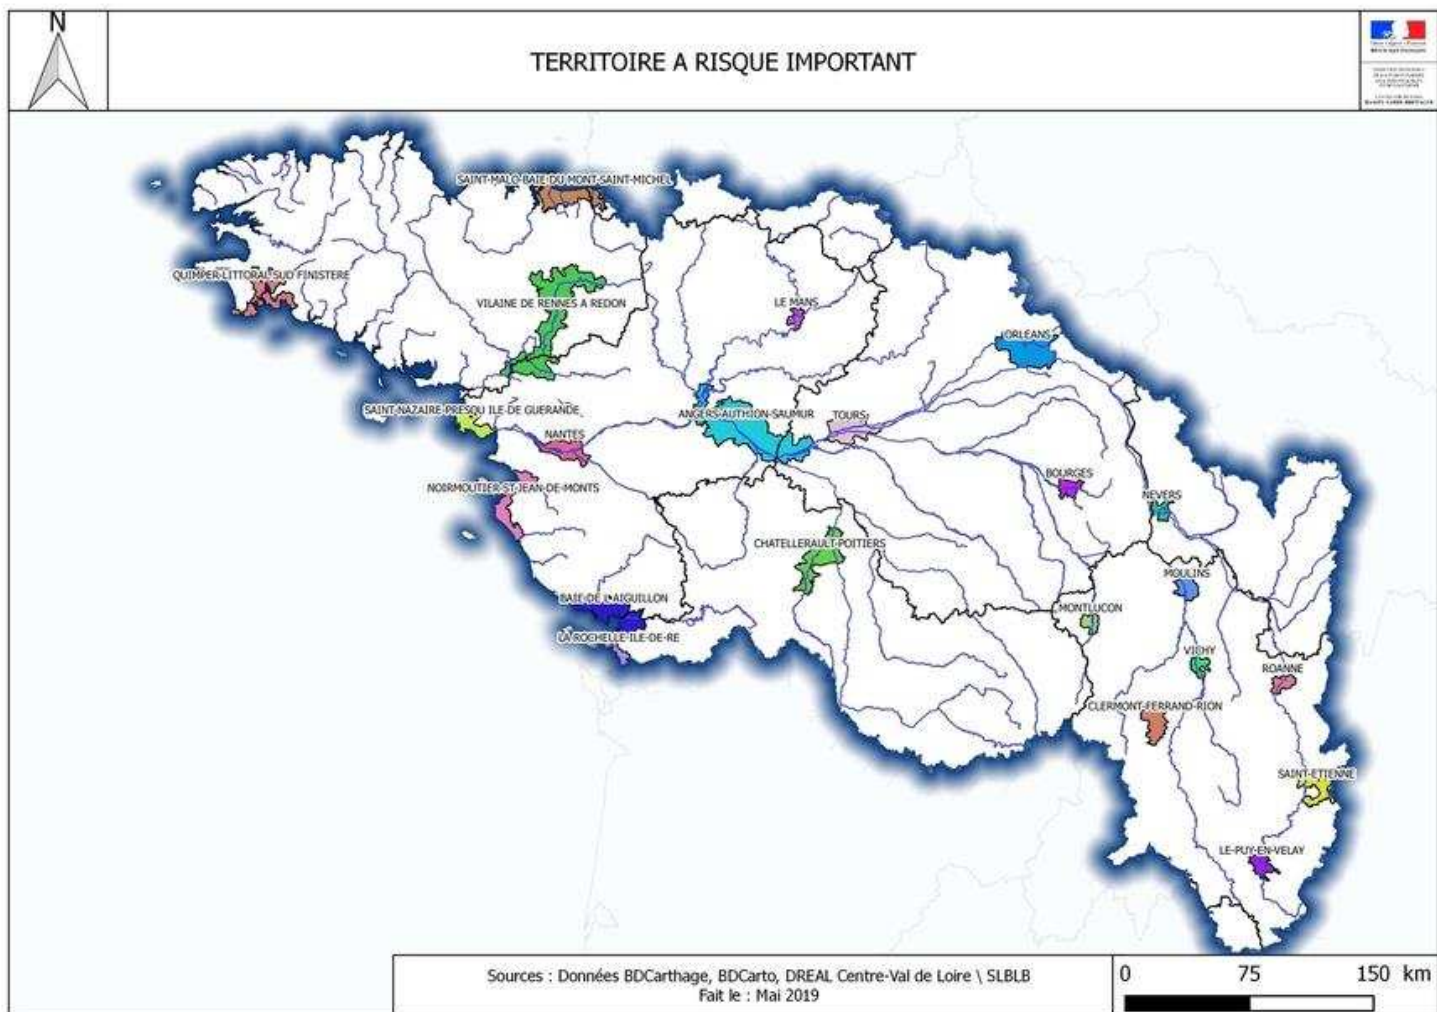 N
TERRITOIRE A RISQUE IMPORTANT
SAINT-MALO-BAIE-DU-MONT-SAINT-MICHEL
QUIMPER-LITTORAL-SUD FINISTERE
VILAINE DE RENNES A REDON
LE MANS
ORLEANS
SAINT-NAZAIRE-PRESQU ILE-DE-GUERANDE
ANGERS-AUTHION-SAUMUR
TOURS
NANTES
BOURGES
NOIRMOUTIER-ST-JEAN-DE-MONTS
NEVERS
CHATELLERAULT-POITIERS
MOULINS
BAIE-DE L'AIGUILLON
MONTLUCON
LA ROCHELLE-ILE-DE-RE
VICHY
ROANNE
CLERMONT-FERRAND-RION
SAINT-ETIENNE
LE-PUY-EN-VELAY
Sources : Données BDCarthage, BDCarto, DREAL Centre-Val de Loire \ SLBLB
Fait le : Mai 2019
0 75 150 km